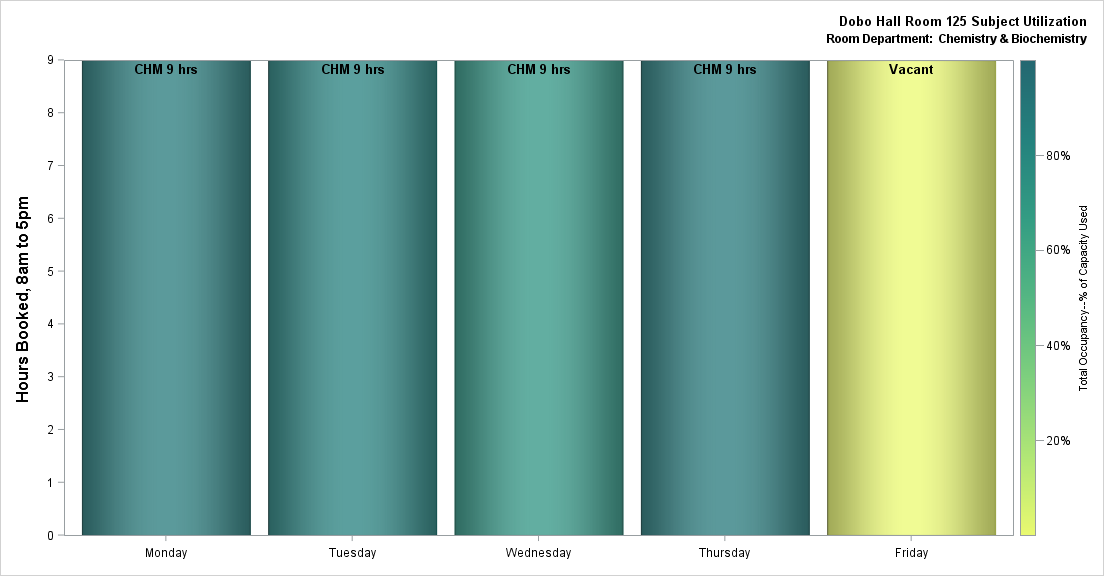 Dobo Hall Room 125 Subject Utilization
Room Department: Chemistry & Biochemistry
Hours Booked, 8am to 5pm
9
8
7
6
5
4
3
2
1
0
CHM 9 hrs
CHM 9 hrs
CHM 9 hrs
CHM 9 hrs
Vacant
Monday
Tuesday
Wednesday
Thursday
Friday
80%
60%
40%
20%
Total Occupancy--% of Capacity Used